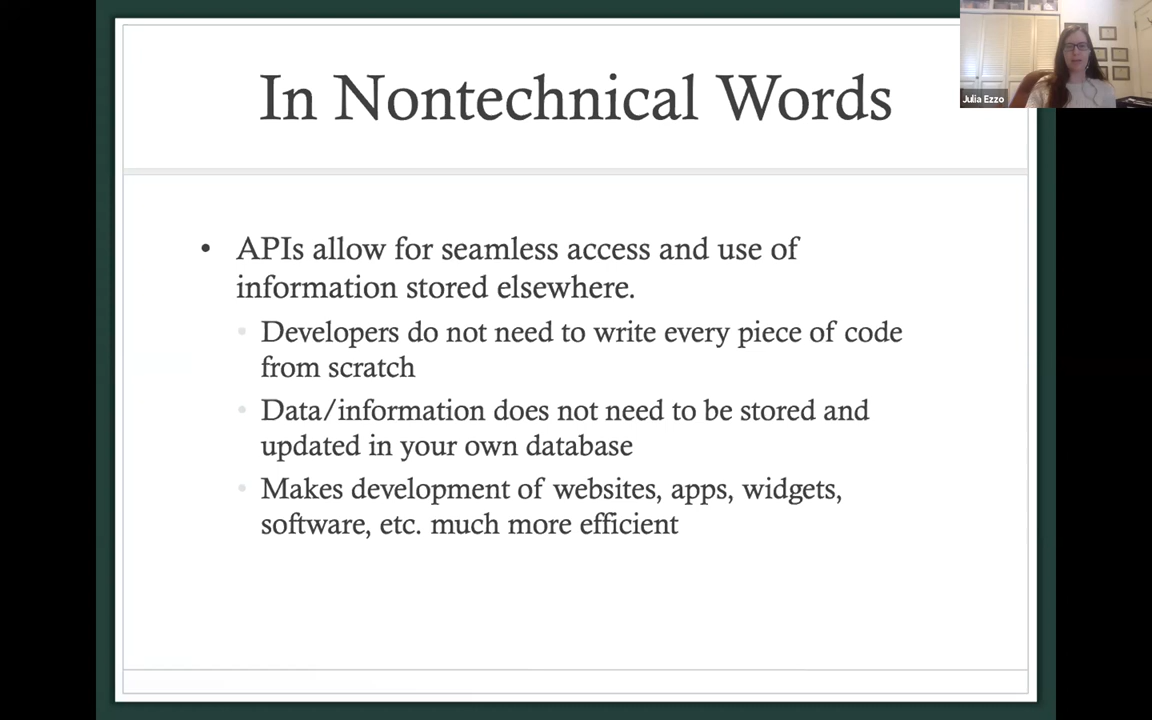 In Nontechnical Words
Julia Ezzo
• APIs allow for seamless access and use of
information stored elsewhere.
• Developers do not need to write every piece of code
from scratch
• Data/information does not need to be stored and
updated in your own database
• Makes development of websites, apps, widgets,
software, etc. much more efficient